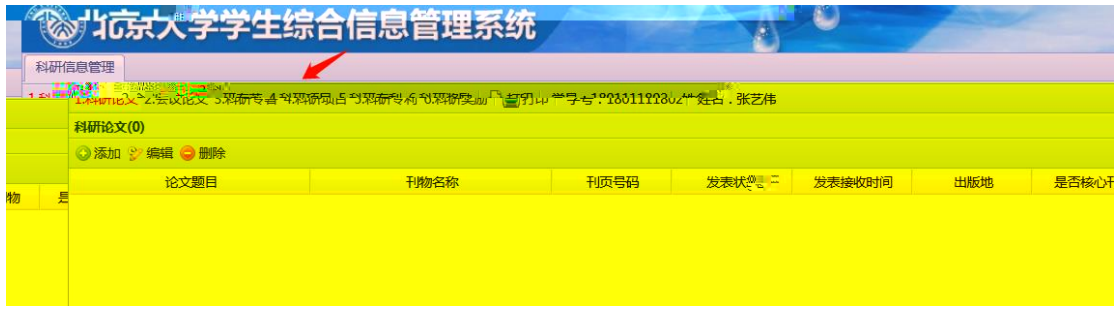 北京大学学生综合信息管理系统
科研信息管理
1.科研论文 2.会议论文 3.科研专著 4.科研项目 5.科研专利 6.科研奖励 打印 学号: 姓名:张艺伟
科研论文(0)
添加 编辑 删除
论文题目 刊物名称 刊页号码 发表状 发表接收时间 出版地 是否核心刊
物 是